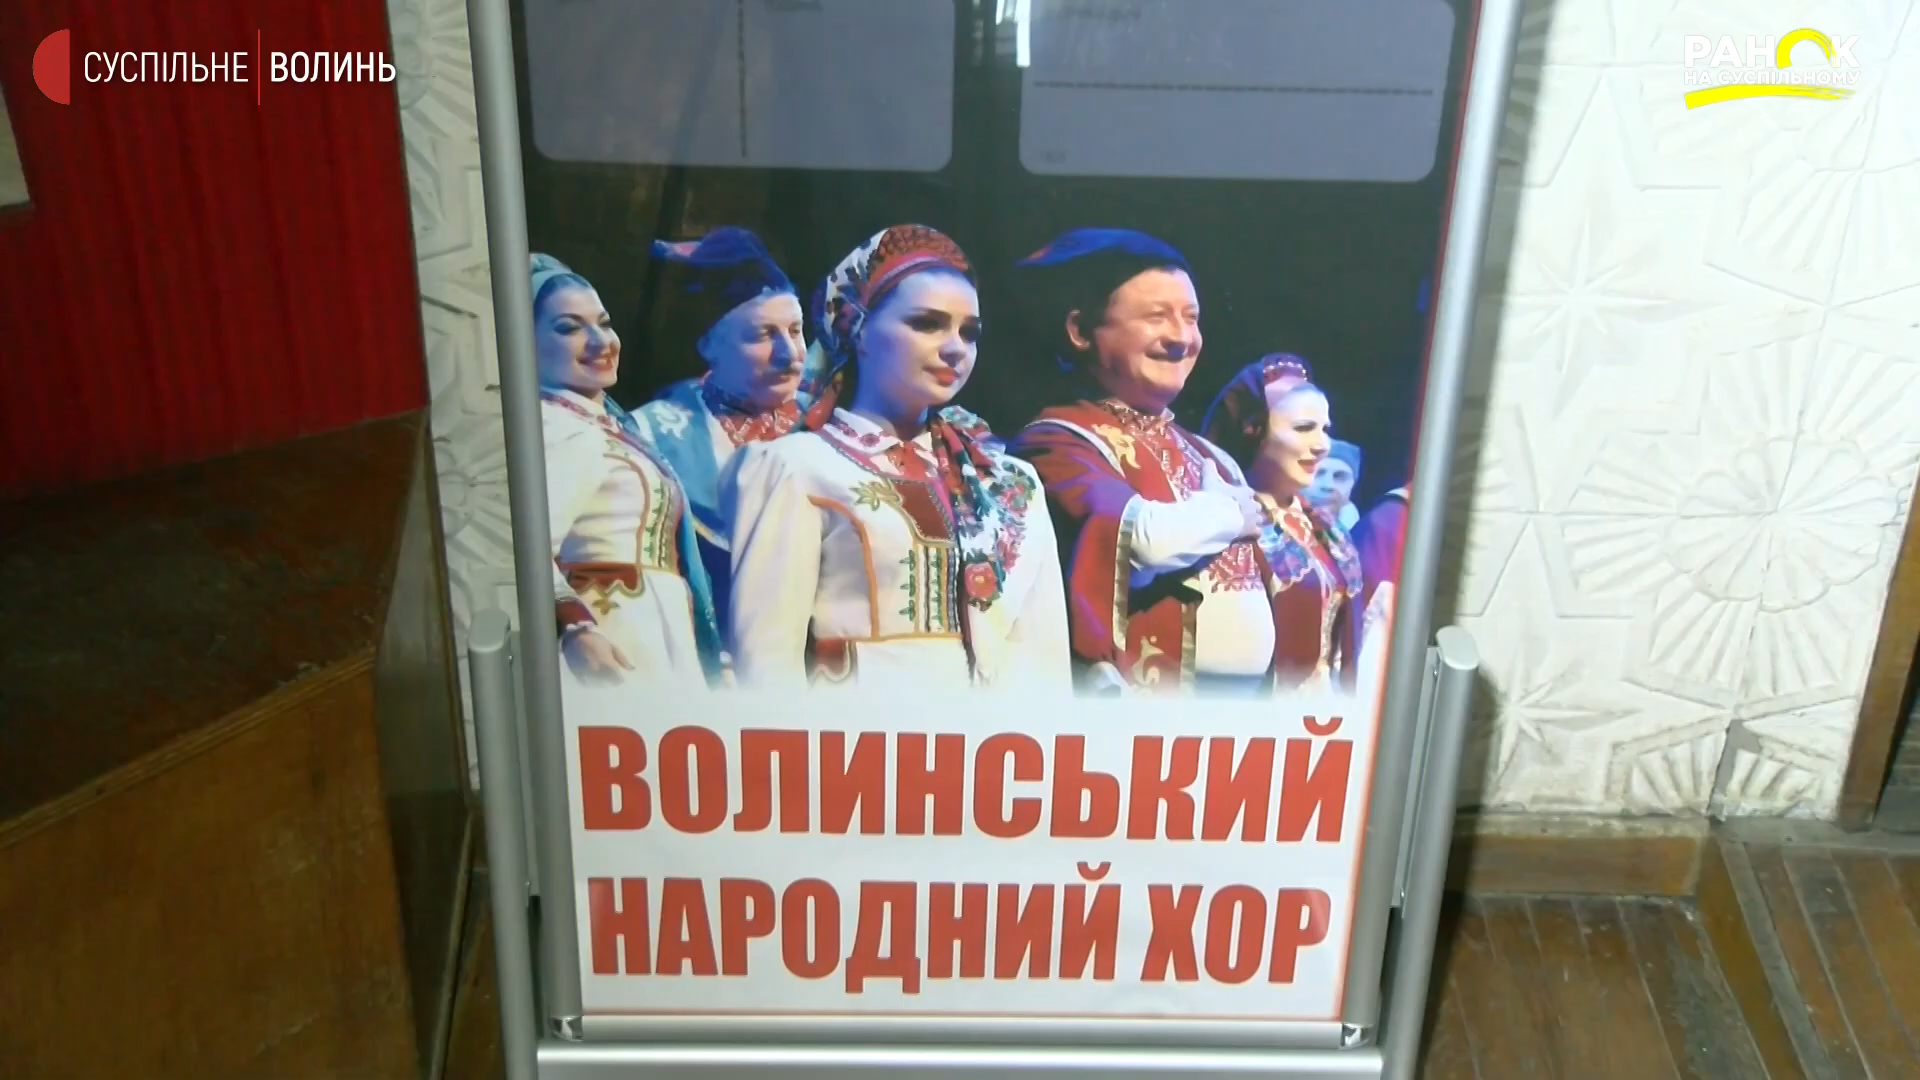 СУСПІЛЬНЕ ВОЛИНЬ
РАНОК
НА СУСПІЛЬНОМУ
ВОЛИНСЬКИЙ
НАРОДНИЙ ХОР